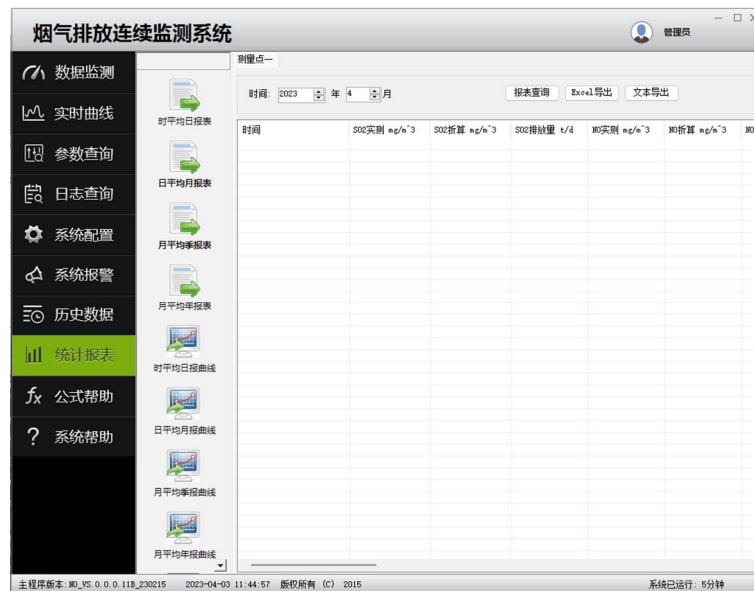 烟气排放连续监测系统
管理员
数据监测
实时曲线
参数查询
日志查询
系统配置
系统报警
历史数据
统计报表
公式帮助
系统帮助
时平均日报表
日平均月报表
月平均季报表
月平均年报表
时平均日报曲线
日平均月报曲线
月平均季报曲线
月平均年报曲线
测量点一
时间: 2023 年 4 月 报表查询 Excel导出 文本导出
时间 SO2实测 mg/m^3 SO2折算 mg/m^3 SO2排放量 t/d NO实测 mg/m^3 NO折算 mg/m^3 NO
主程序版本:NO_VS.0.0.0.11B_230215 2023-04-03 11:44:57 版权所有 (C) 2015 系统已运行: 5分钟